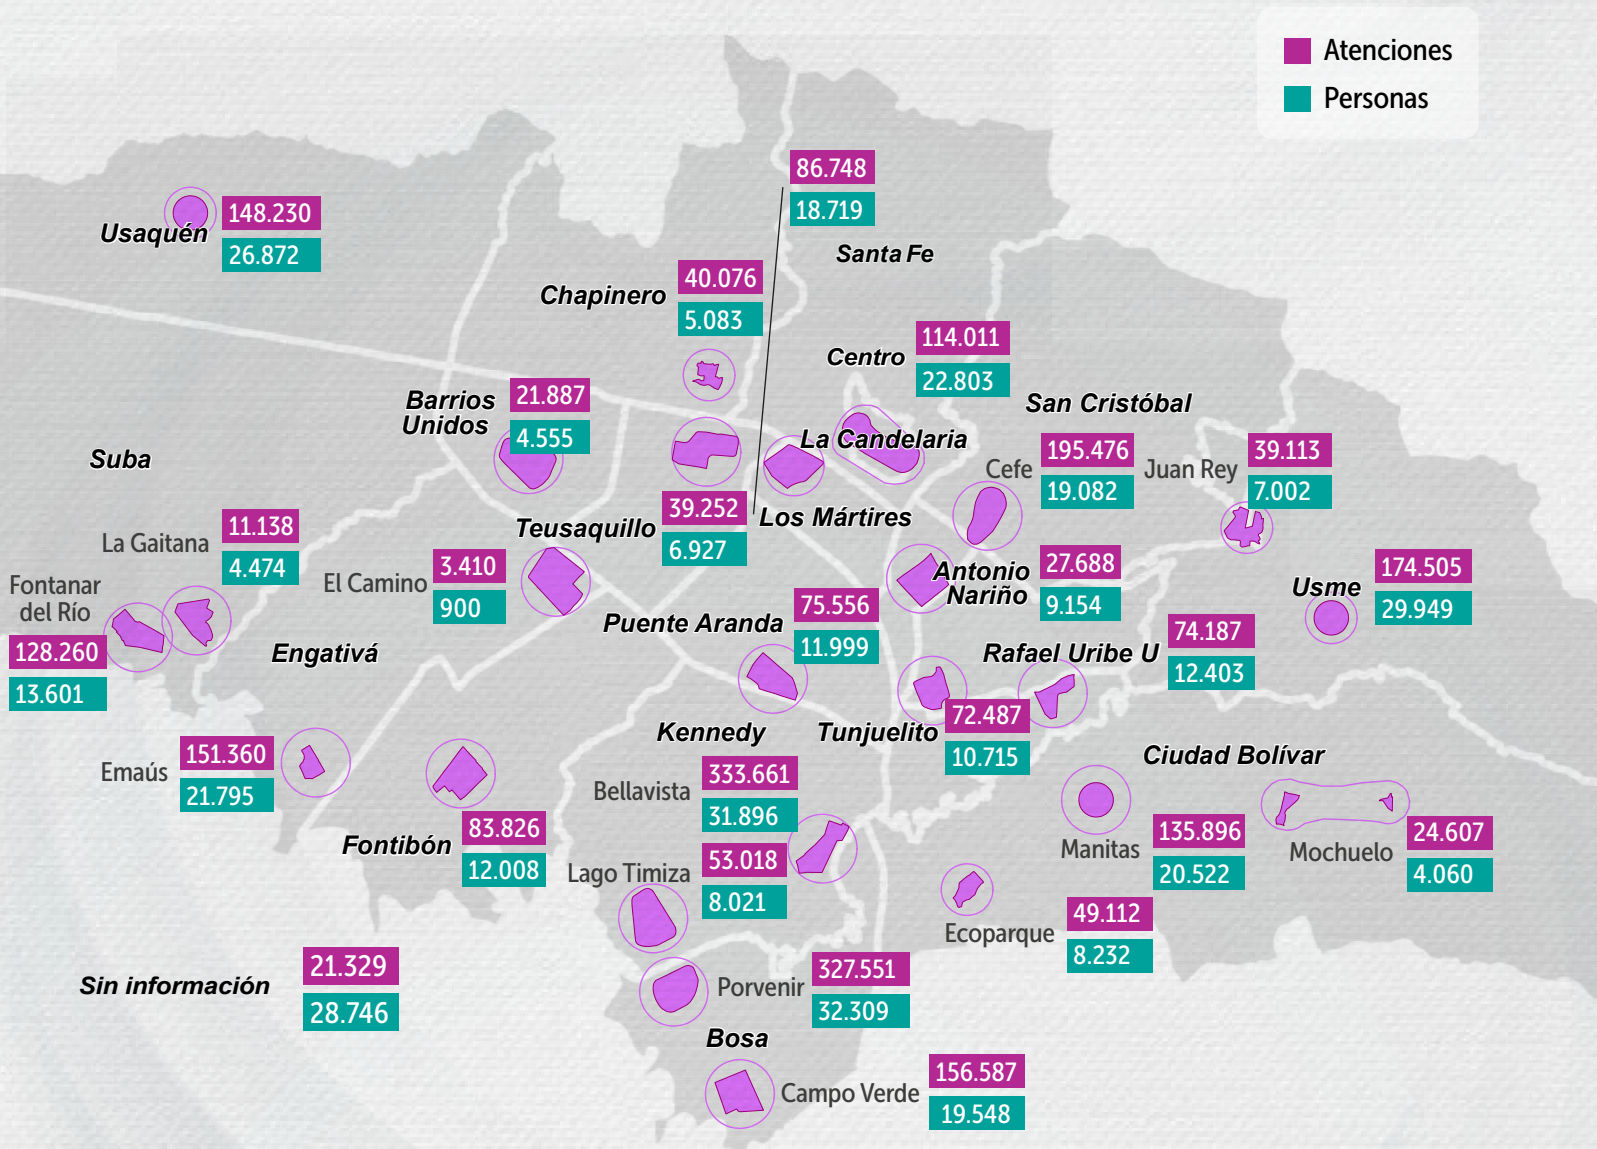 Atenciones
Personas
86.748
18.719
Santa Fe
Usaquén
148.230
26.872
Chapinero
40.076
5.083
Centro
114.011
22.803
Barrios
Unidos
21.887
4.555
La Candelaria
San Cristóbal
Cefe
195.476
19.082
Juan Rey
39.113
7.002
Suba
La Gaitana
11.138
4.474
Fontanar
del Río
128.260
13.601
El Camino
3.410
900
Engativá
Teusaquillo
39.252
6.927
Los Mártires
Antonio
Nariño
27.688
9.154
Usme
174.505
29.949
Puente Aranda
75.556
11.999
Rafael Uribe U
74.187
12.403
Tunjuelito
72.487
10.715
Emaús
151.360
21.795
Fontibón
83.826
12.008
Kennedy
Bellavista
333.661
31.896
Lago Timiza
53.018
8.021
Ciudad Bolívar
Manitas
135.896
20.522
Mochuelo
24.607
4.060
Ecoparque
49.112
8.232
Sin información
21.329
28.746
Porvenir
327.551
32.309
Bosa
Campo Verde
156.587
19.548